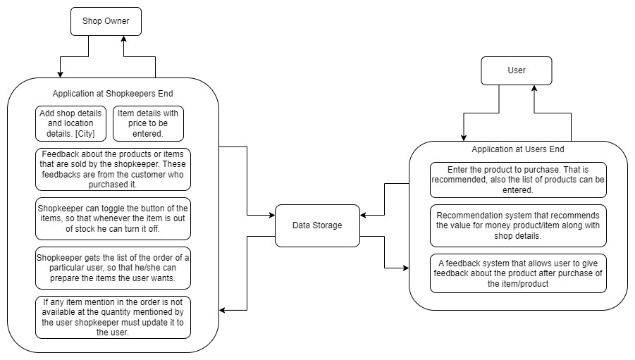 Shop Owner
Application at Shopkeepers End
Add shop details
and location
details. [City]
Item details with
price to be
entered.
Feedback about the products or items
that are sold by the shopkeeper. These
feedbacks are from the customer who
purchased it.
Shopkeeper can toggle the button of the
items, so that whenever the item is out
of stock he can turn it off.
Shopkeeper gets the list of the order of a
particular user, so that he/she can
prepare the items the user wants.
If any item mention in the order is not
available at the quantity mentioned by
the user shopkeeper must update it to
the user.
Data Storage
User
Application at Users End
Enter the product to purchase. That is
recommended, also the list of products can be
entered.
Recommendation system that recommends
the value for money product/item along with
shop details.
A feedback system that allows user to give
feedback about the product after purchase of
the item/product